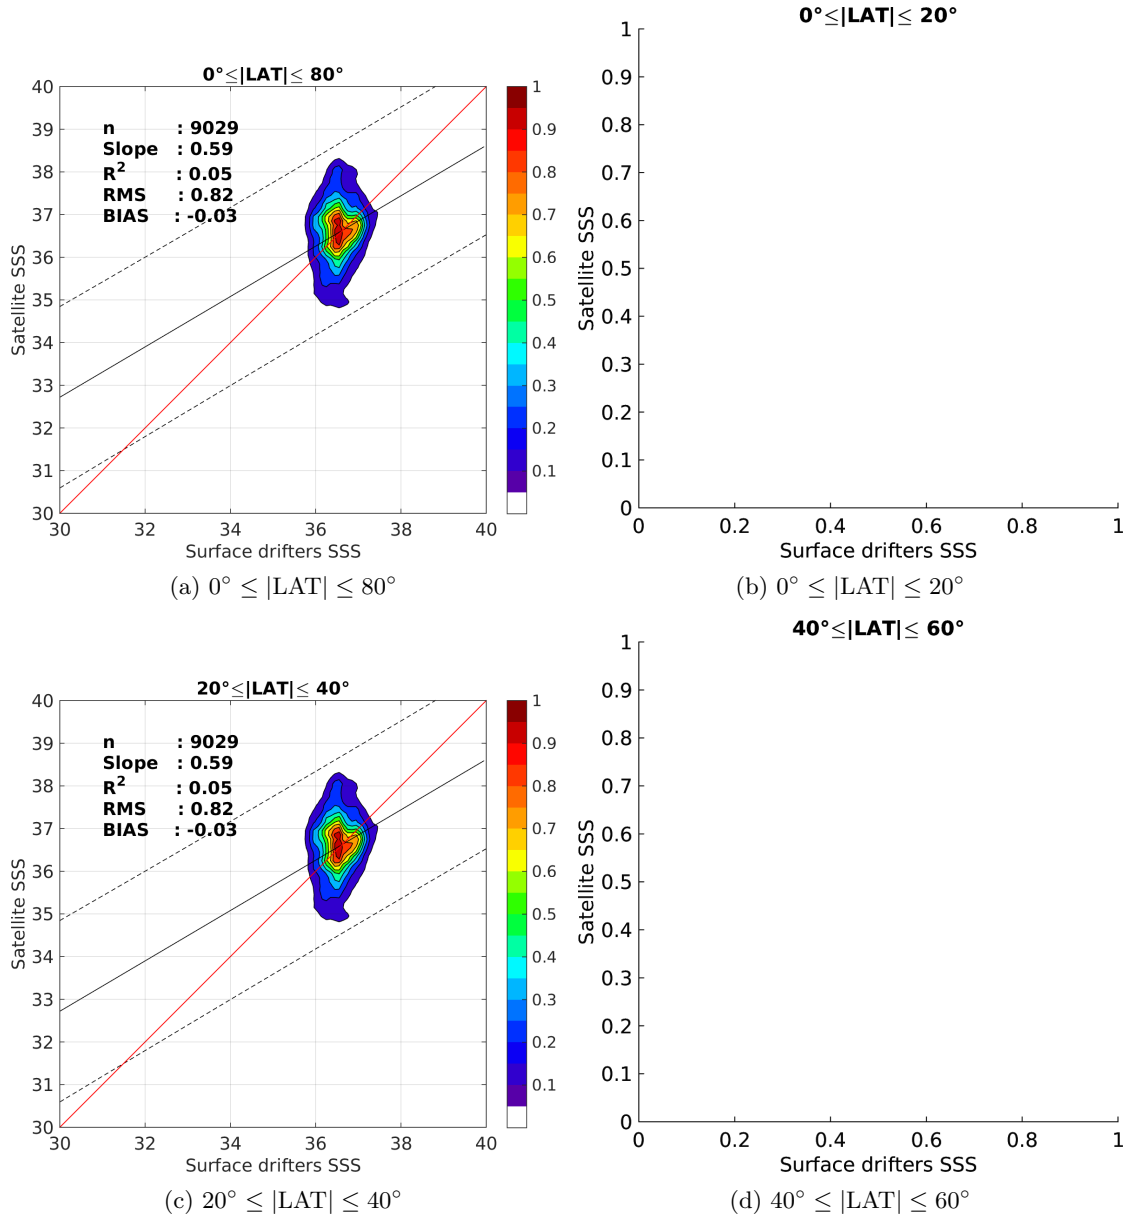 0°≤|LAT|≤ 80°
40
39
38
37
36
35
34
33
32
31
30
Satellite SSS
n : 9029
Slope : 0.59
R² : 0.05
RMS : 0.82
BIAS : -0.03
30 32 34 36 38 40
Surface drifters SSS
1
0.9
0.8
0.7
0.6
0.5
0.4
0.3
0.2
0.1
(a) 0° ≤ |LAT| ≤ 80°
0°≤|LAT|≤ 20°
1
0.9
0.8
0.7
0.6
0.5
0.4
0.3
0.2
0.1
0
Satellite SSS
0 0.2 0.4 0.6 0.8 1
Surface drifters SSS
(b) 0° ≤ |LAT| ≤ 20°
20°≤|LAT|≤ 40°
40
39
38
37
36
35
34
33
32
31
30
Satellite SSS
n : 9029
Slope : 0.59
R² : 0.05
RMS : 0.82
BIAS : -0.03
30 32 34 36 38 40
Surface drifters SSS
1
0.9
0.8
0.7
0.6
0.5
0.4
0.3
0.2
0.1
(c) 20° ≤ |LAT| ≤ 40°
40°≤|LAT|≤ 60°
1
0.9
0.8
0.7
0.6
0.5
0.4
0.3
0.2
0.1
0
Satellite SSS
0 0.2 0.4 0.6 0.8 1
Surface drifters SSS
(d) 40° ≤ |LAT| ≤ 60°